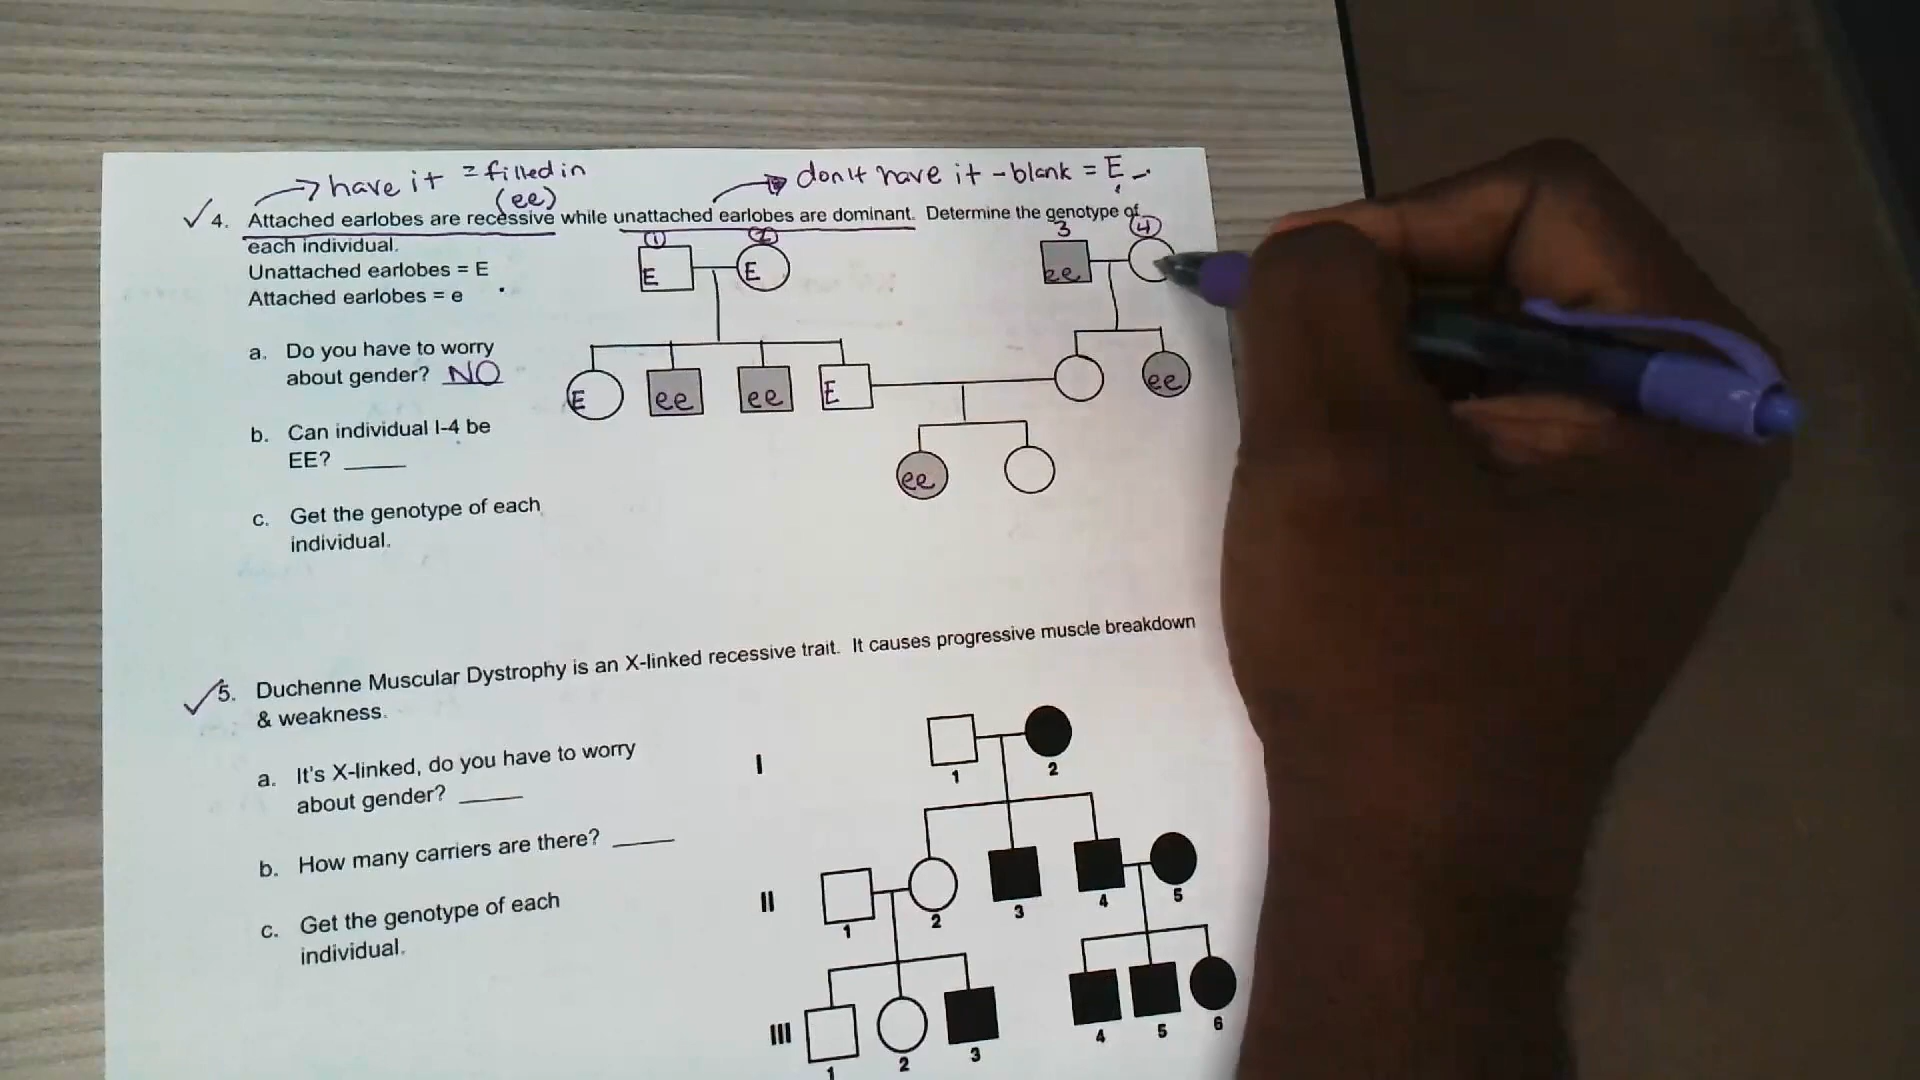 have it = filled in
(ee)
don't have it - blank = E -
4. Attached earlobes are recessive while unattached earlobes are dominant. Determine the genotype of
each individual.
Unattached earlobes = E
Attached earlobes = e
1 2 3 4
E E ee
a. Do you have to worry
about gender? NO
E ee ee E ee
b. Can individual I-4 be
EE? ____
ee
c. Get the genotype of each
individual.
5. Duchenne Muscular Dystrophy is an X-linked recessive trait. It causes progressive muscle breakdown
& weakness.
a. It's X-linked, do you have to worry
about gender? ____
I
1 2
b. How many carriers are there? ____
c. Get the genotype of each
individual.
II
1 2 3 4 5
III
1 2 3 4 5 6